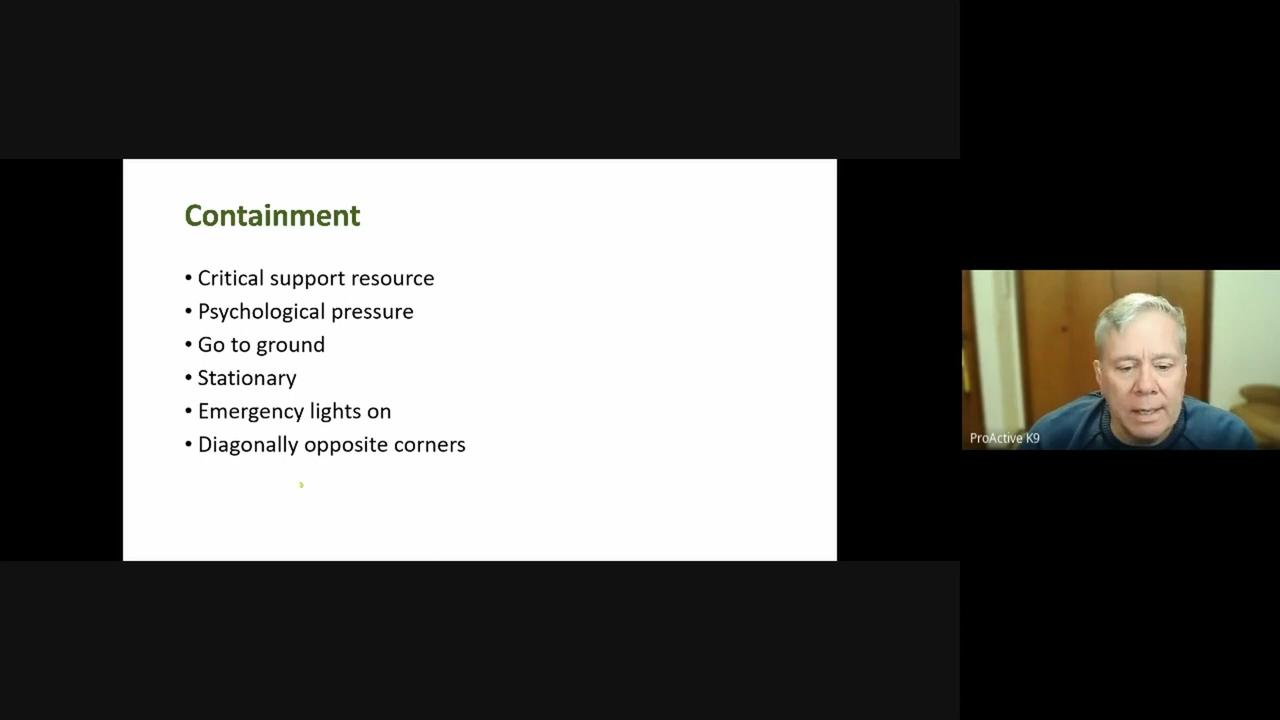 Containment
• Critical support resource
• Psychological pressure
• Go to ground
• Stationary
• Emergency lights on
• Diagonally opposite corners
ProActive K9